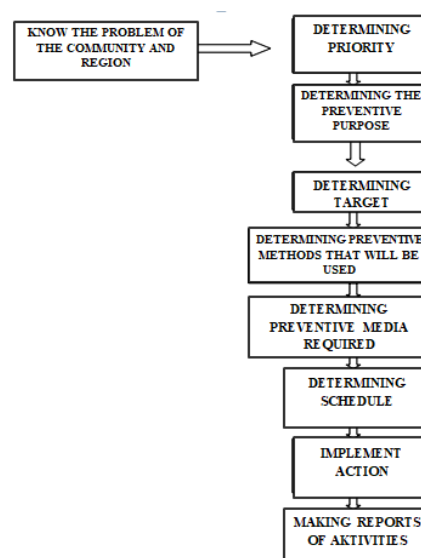 KNOW THE PROBLEM OF
THE COMMUNITY AND
REGION
DETERMINING
PRIORITY
DETERMINING THE
PREVENTIVE
PURPOSE
DETERMINING
TARGET
DETERMINING PREVENTIVE
METHODS THAT WILL BE
USED
DETERMINING
PREVENTIVE MEDIA
REQUIRED
DETERMINING
SCHEDULE
IMPLEMENT
ACTION
MAKING REPORTS
OF AKTIVITIES